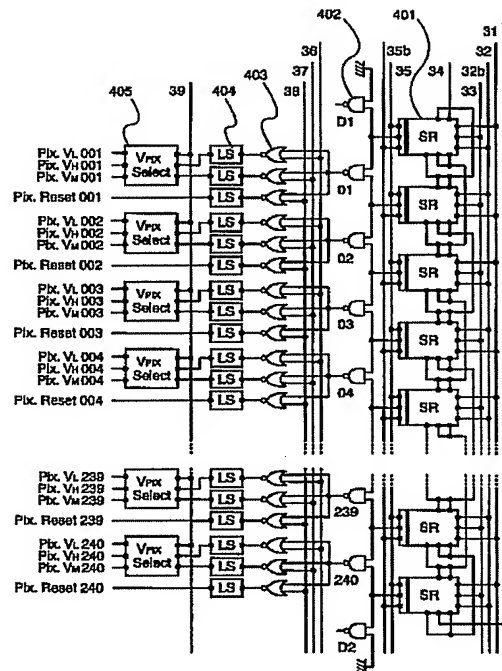 402
401
31
36
35b
34
32
37
35
32b
405
39
404
403
38
33
D1
Pix. VL 001
Pix. VH 001
Pix. VM 001
VPIX Select
LS
LS
01
SR
Pix. Reset 001
LS
Pix. VL 002
Pix. VH 002
Pix. VM 002
VPIX Select
LS
LS
02
SR
Pix. Reset 002
LS
Pix. VL 003
Pix. VH 003
Pix. VM 003
VPIX Select
LS
LS
03
SR
Pix. Reset 003
LS
Pix. VL 004
Pix. VH 004
Pix. VM 004
VPIX Select
LS
LS
04
SR
Pix. Reset 004
LS
SR
Pix. VL 239
Pix. VH 239
Pix. VM 239
VPIX Select
LS
LS
239
SR
Pix. Reset 239
LS
Pix. VL 240
Pix. VH 240
Pix. VM 240
VPIX Select
LS
LS
240
SR
Pix. Reset 240
LS
D2